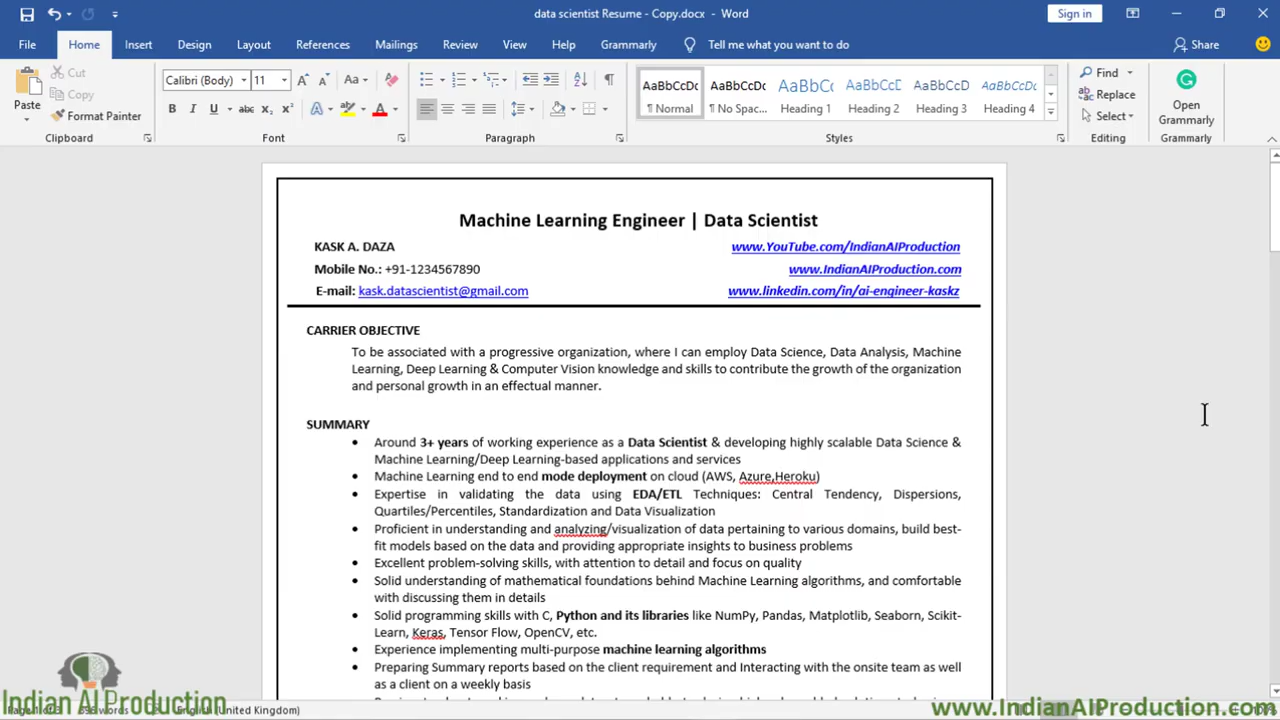 data scientist Resume - Copy.docx - Word
Sign in
File Home Insert Design Layout References Mailings Review View Help Grammarly Tell me what you want to do Share
Paste
Cut
Copy
Format Painter
Clipboard
Calibri (Body) 11
Font
Paragraph
AaBbCcDc AaBbCcDc AaBbCc AaBbCcD AaBbCcD AaBbCcDc
¶ Normal ¶ No Spac... Heading 1 Heading 2 Heading 3 Heading 4
Styles
Find
Replace
Select
Editing
Open
Grammarly
Grammarly
Machine Learning Engineer | Data Scientist
KASK A. DAZA www.YouTube.com/IndianAIProduction
Mobile No.: +91-1234567890 www.IndianAIProduction.com
E-mail: kask.datascientist@gmail.com www.linkedin.com/in/ai-engineer-kaskz
CARRIER OBJECTIVE
To be associated with a progressive organization, where I can employ Data Science, Data Analysis, Machine
Learning, Deep Learning & Computer Vision knowledge and skills to contribute the growth of the organization
and personal growth in an effectual manner.
SUMMARY
• Around 3+ years of working experience as a Data Scientist & developing highly scalable Data Science &
Machine Learning/Deep Learning-based applications and services
• Machine Learning end to end mode deployment on cloud (AWS, Azure,Heroku)
• Expertise in validating the data using EDA/ETL Techniques: Central Tendency, Dispersions,
Quartiles/Percentiles, Standardization and Data Visualization
• Proficient in understanding and analyzing/visualization of data pertaining to various domains, build best-
fit models based on the data and providing appropriate insights to business problems
• Excellent problem-solving skills, with attention to detail and focus on quality
• Solid understanding of mathematical foundations behind Machine Learning algorithms, and comfortable
with discussing them in details
• Solid programming skills with C, Python and its libraries like NumPy, Pandas, Matplotlib, Seaborn, Scikit-
Learn, Keras, Tensor Flow, OpenCV, etc.
• Experience implementing multi-purpose machine learning algorithms
• Preparing Summary reports based on the client requirement and Interacting with the onsite team as well
as a client on a weekly basis
Indian AI Production
English (United Kingdom)
www.IndianAIProduction.com